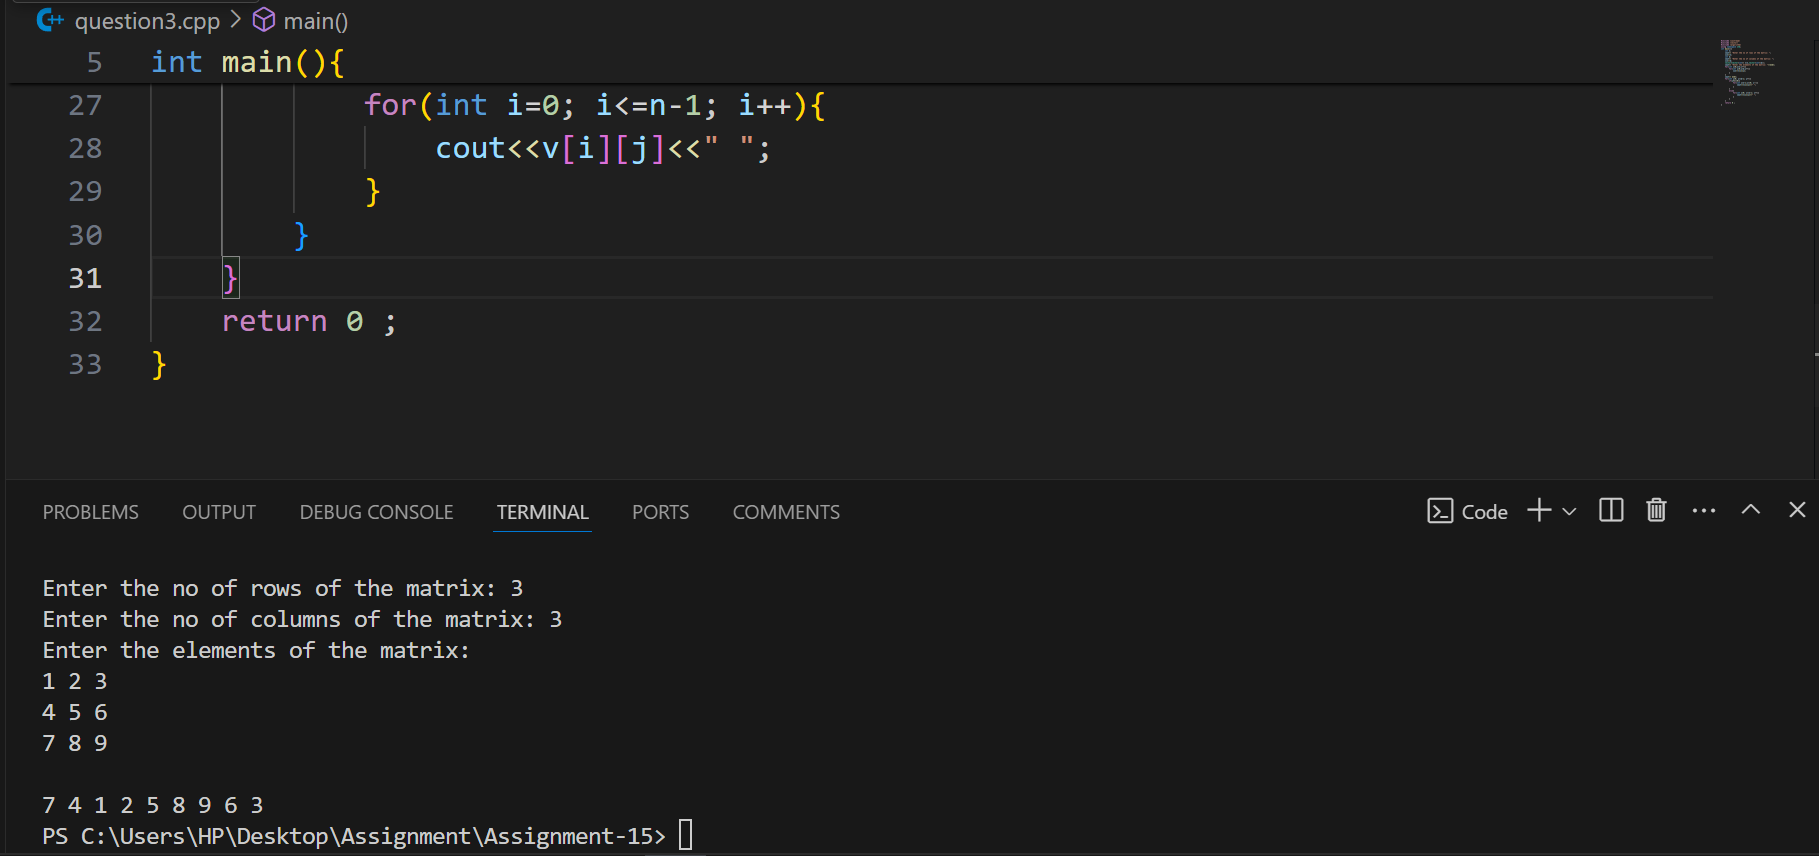 question3.cpp > main()
5 int main(){
27 for(int i=0; i<=n-1; i++){
28 cout<<v[i][j]<<" ";
29 }
30 }
31 }
32 return 0 ;
33 }
PROBLEMS OUTPUT DEBUG CONSOLE TERMINAL PORTS COMMENTS Code
Enter the no of rows of the matrix: 3
Enter the no of columns of the matrix: 3
Enter the elements of the matrix:
1 2 3
4 5 6
7 8 9
7 4 1 2 5 8 9 6 3
PS C:\Users\HP\Desktop\Assignment\Assignment-15>